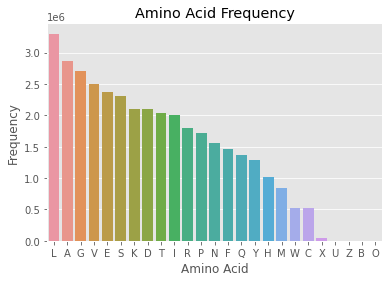 Amino Acid Frequency
1e6
3.0
2.5
2.0
1.5
1.0
0.5
0.0
Frequency
L A G V E S K D T I R P N F Q Y H M W C X U Z B O
Amino Acid